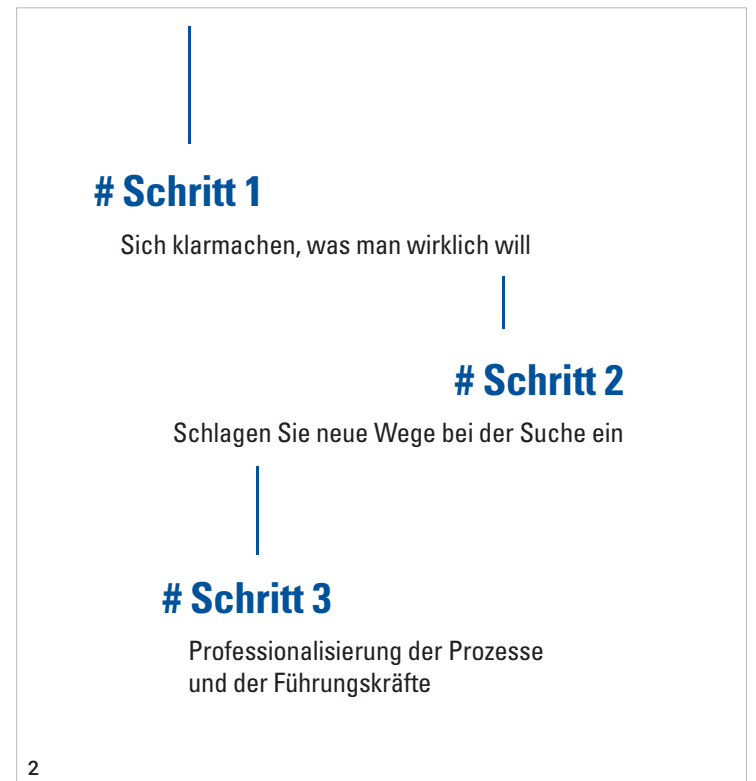 # Schritt 1
Sich klarmachen, was man wirklich will
# Schritt 2
Schlagen Sie neue Wege bei der Suche ein
# Schritt 3
Professionalisierung der Prozesse
und der Führungskräfte
2